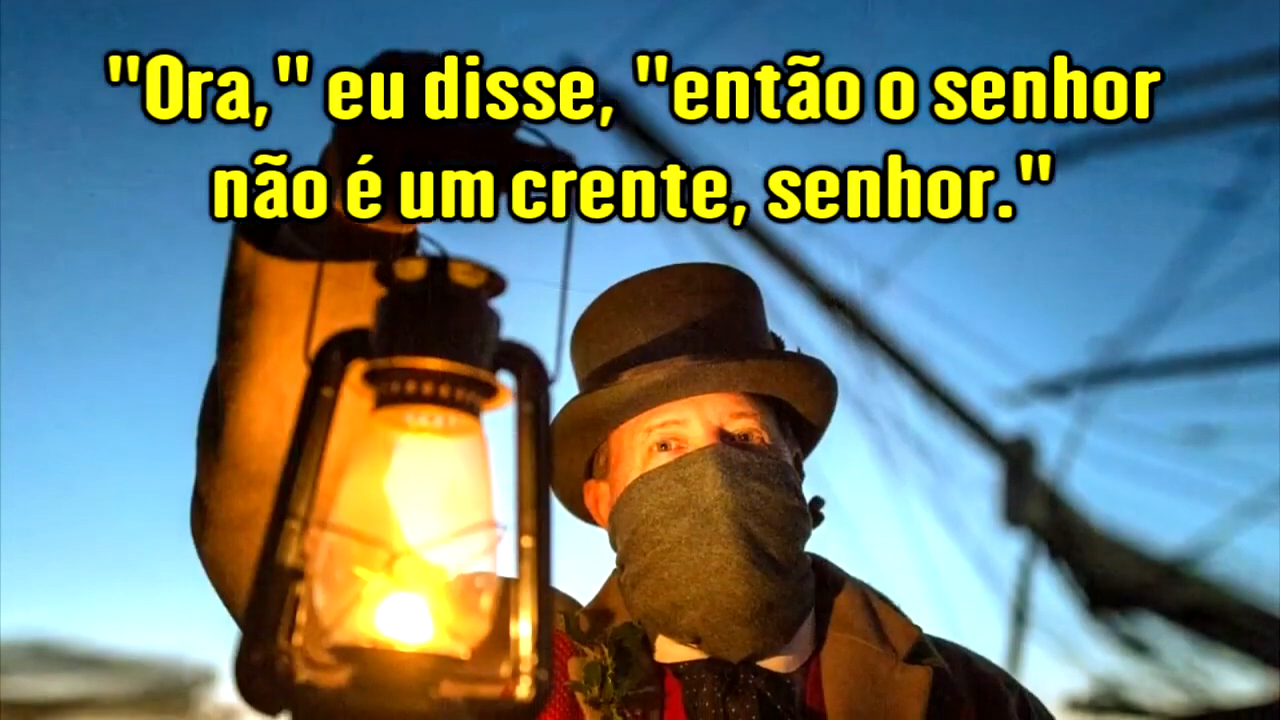 "Ora," eu disse, "então o senhor
não é um crente, senhor."